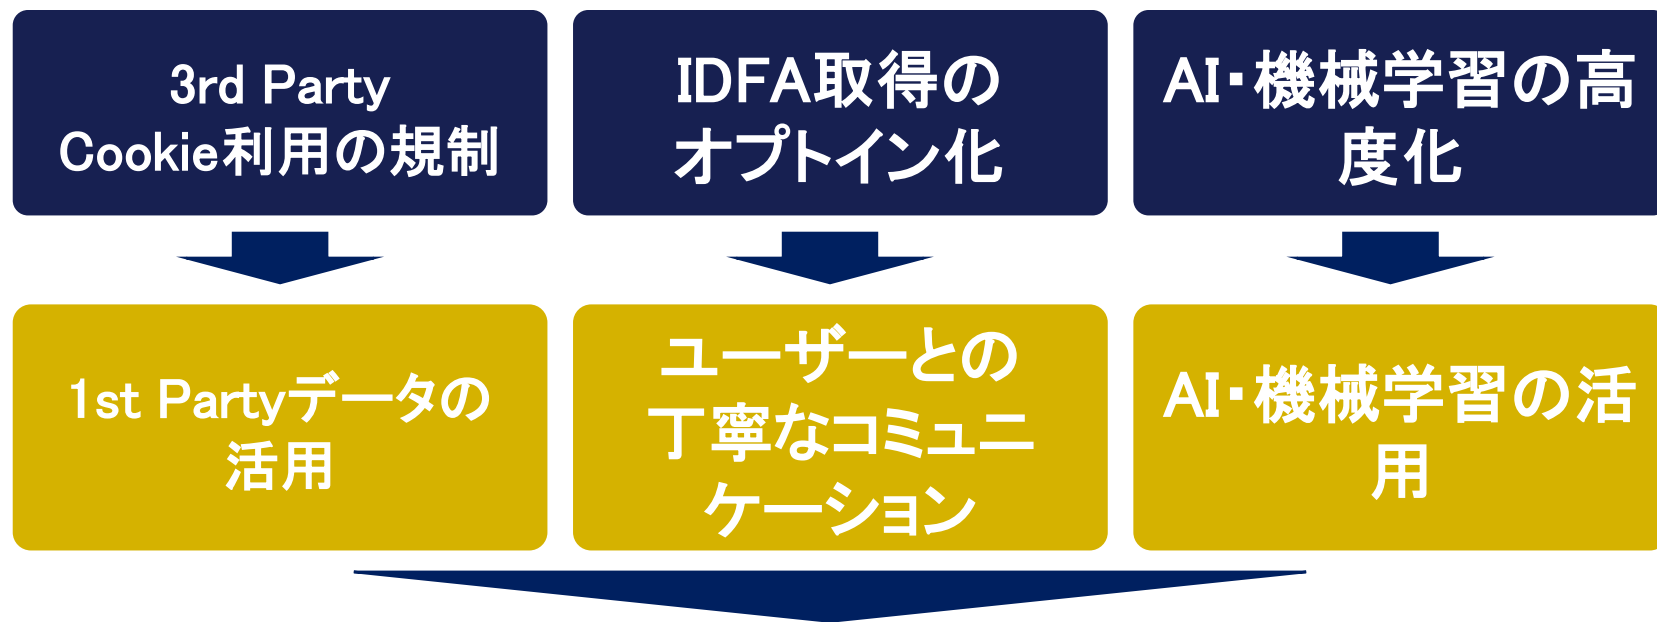 3rd Party
Cookie利用の規制
IDFA取得の
オプトイン化
AI・機械学習の高
度化
1st Partyデータの
活用
ユーザーとの
丁寧なコミュニ
ケーション
AI・機械学習の活
用